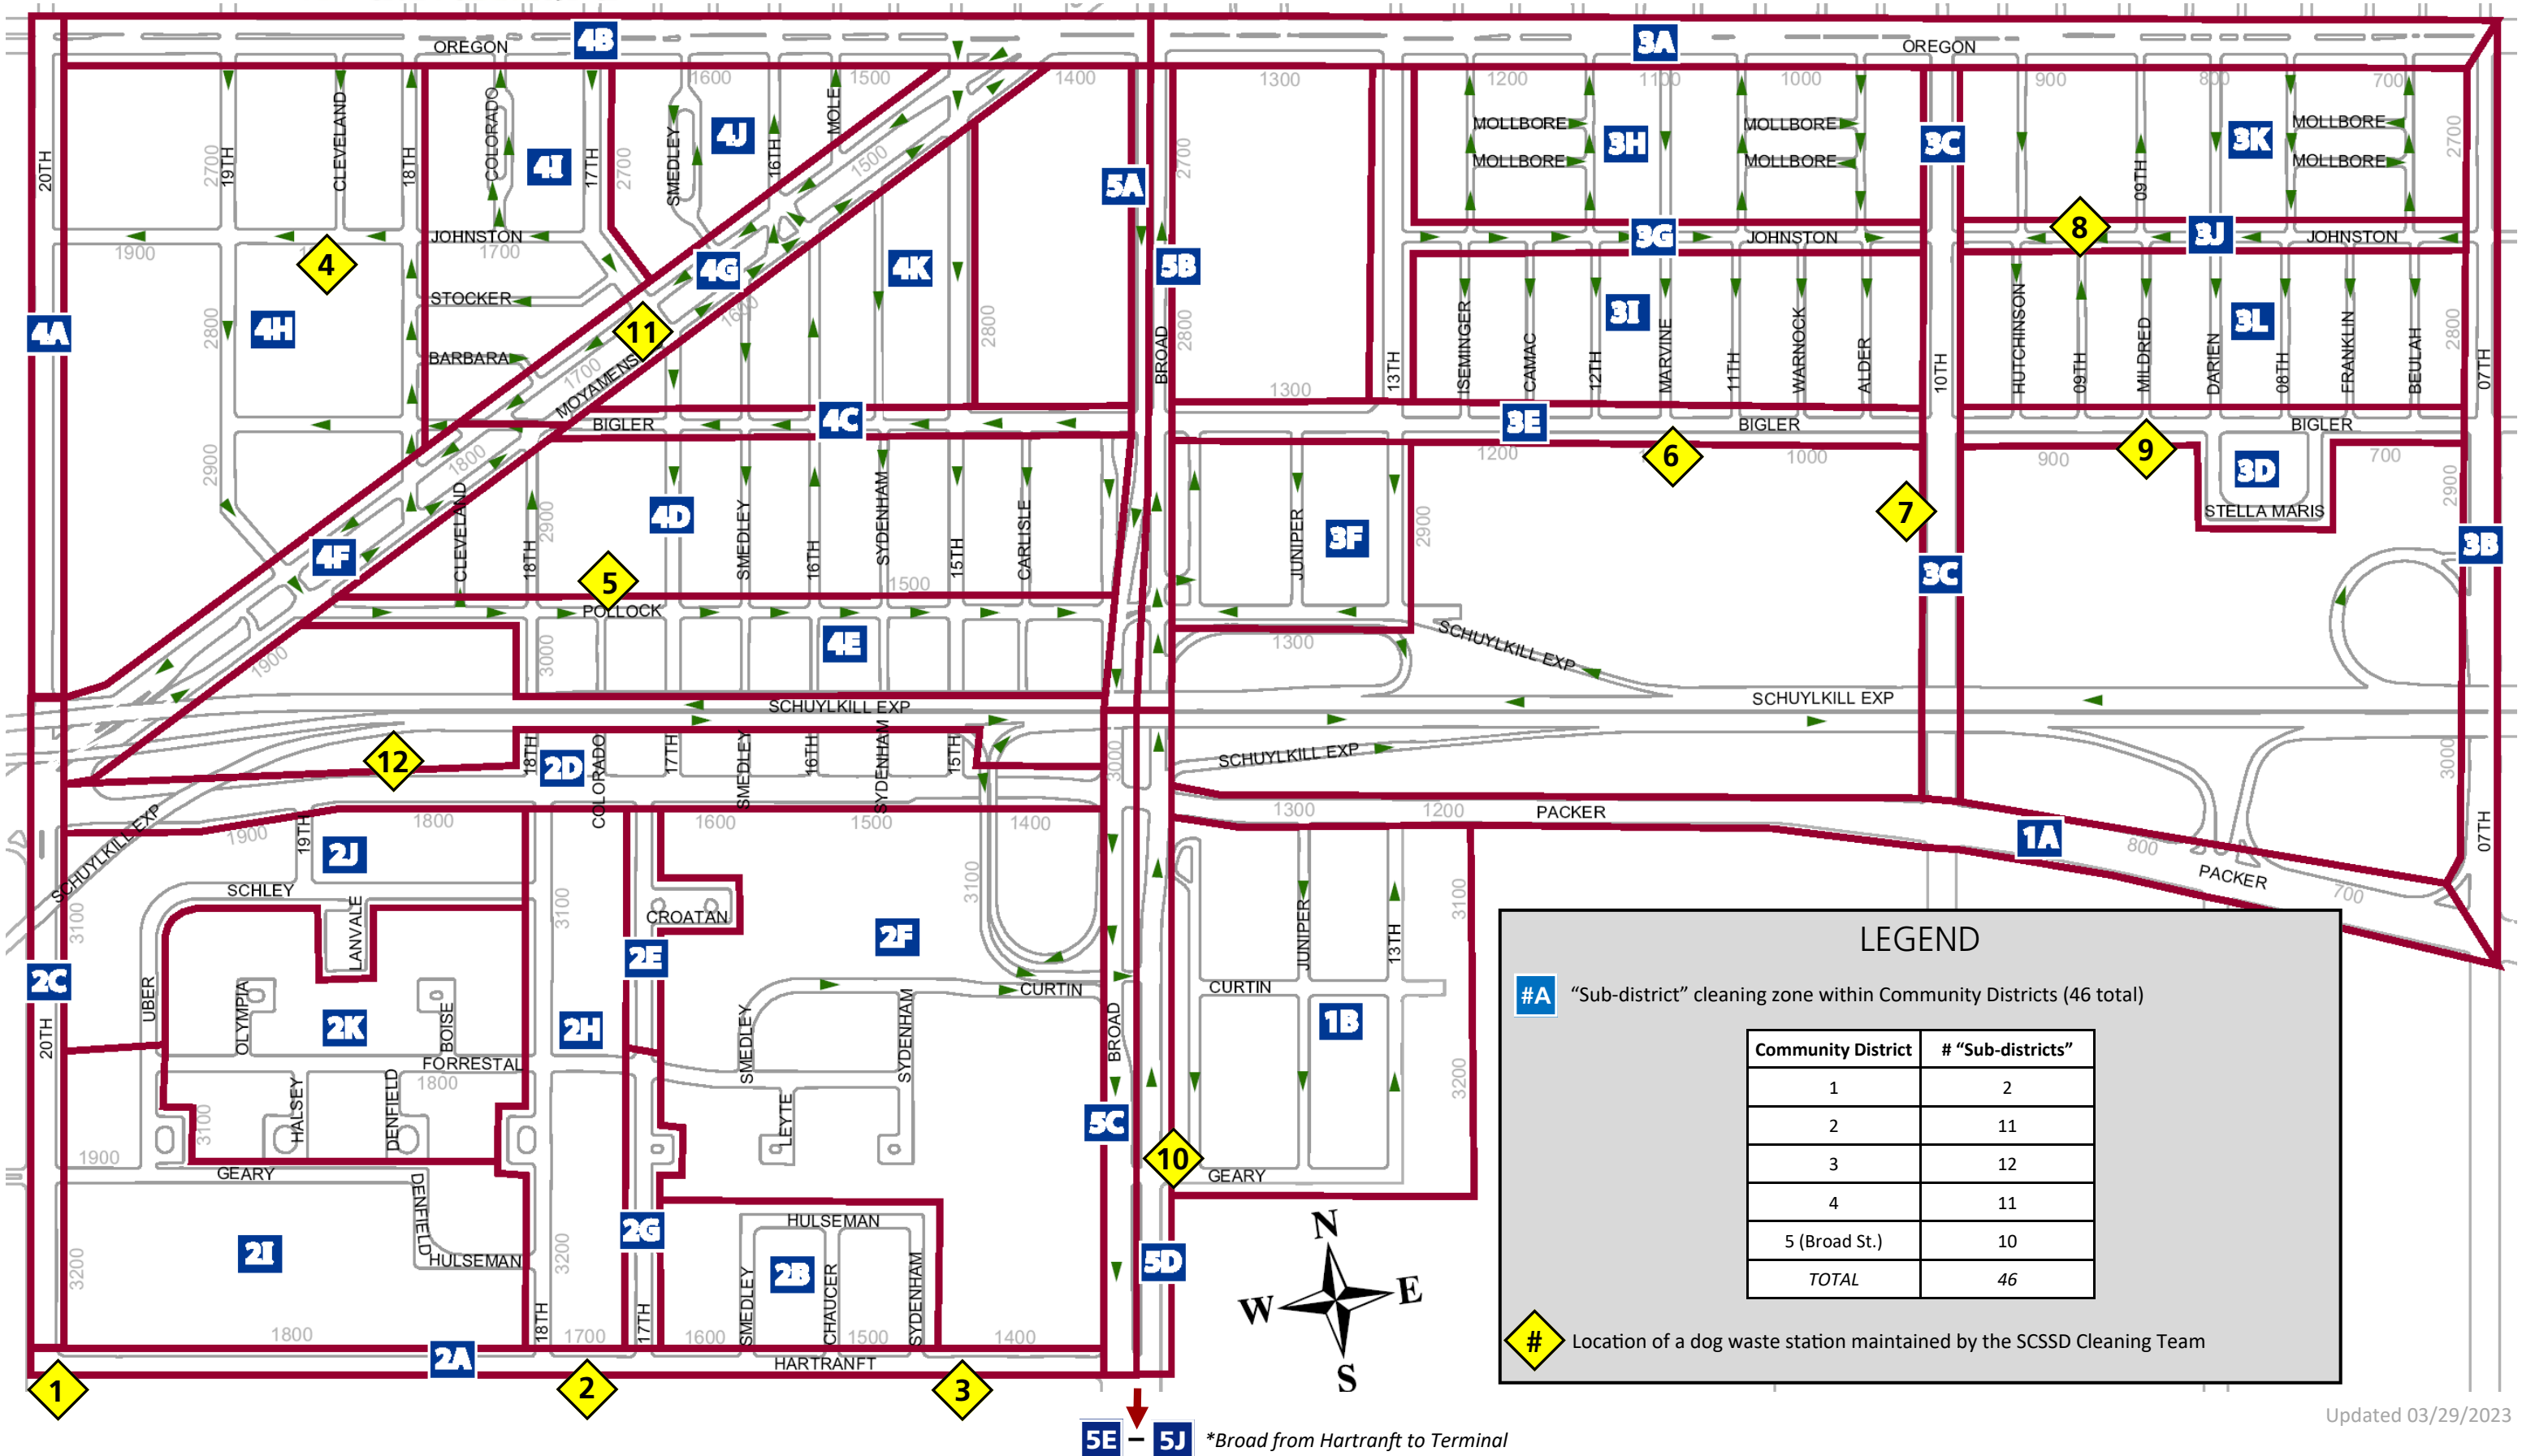 4B
OREGON
3A
OREGON
1600
1500
1400
1300
1200
1100
1000
900
800
700
20TH
2700
19TH
CLEVELAND
18TH
COLORADO
4I
17TH
2700
SMEDLEY
4J
16TH
MOLE
1500
5A
2700
MOLLBORE
MOLLBORE
3H
MOLLBORE
MOLLBORE
3C
09TH
3K
MOLLBORE
MOLLBORE
2700
1900
4
JOHNSTON
1700
4G
4K
5B
3G
JOHNSTON
8
3J
JOHNSTON
4A
2800
4H
STOCKER
BARBARA
11
1600
1700
MOYAMENS
2800
BROAD
2800
1300
13TH
ISEMINGER
CAMAC
12TH
3I
MARVINE
11TH
WARNOCK
ALDER
10TH
HUTCHINSON
09TH
MILDRED
DARIEN
3L
08TH
FRANKLIN
BEULAH
2800
07TH
BIGLER
4C
3E
BIGLER
BIGLER
2900
1800
1200
6
1000
900
9
3D
700
2900
STELLA MARIS
4F
CLEVELAND
18TH
2900
5
4D
SMEDLEY
16TH
SYDENHAM
1500
15TH
CARLISLE
JUNIPER
3F
2900
7
3C
3B
POLLOCK
1900
3000
4E
1300
SCHUYLKILL EXP
SCHUYLKILL EXP
SCHUYLKILL EXP
SCHUYLKILL EXP
12
18TH
2D
COLORADO
17TH
SMEDLEY
16TH
SYDENHAM
15TH
3000
3000
SCHUYLKILL EXP
1900
1800
1600
1500
1400
1300
1200
PACKER
1A
800
PACKER
700
07TH
19TH
2J
SCHLEY
LANVALE
3100
3100
CROATAN
2F
3100
JUNIPER
13TH
3100
2C
20TH
UBER
OLYMPIA
2K
BOISE
2H
2E
CURTIN
CURTIN
SMEDLEY
SYDENHAM
BROAD
1B
FORRESTAL
1800
3100
HALSEY
DENFIELD
LEYTE
5C
3200
1900
GEARY
10
GEARY
DENFIELD
HULSEMAN
2I
3200
3200
2G
HULSEMAN
2B
SMEDLEY
CHAUCER
SYDENHAM
5D
18TH
17TH
1800
1700
1600
1500
1400
2A
HARTRANFT
1
2
3
N
W
E
S
5E – 5J *Broad from Hartranft to Terminal
LEGEND
#A “Sub-district” cleaning zone within Community Districts (46 total)
Community District # “Sub-districts”
1 2
2 11
3 12
4 11
5 (Broad St.) 10
TOTAL 46
# Location of a dog waste station maintained by the SCSSD Cleaning Team
Updated 03/29/2023